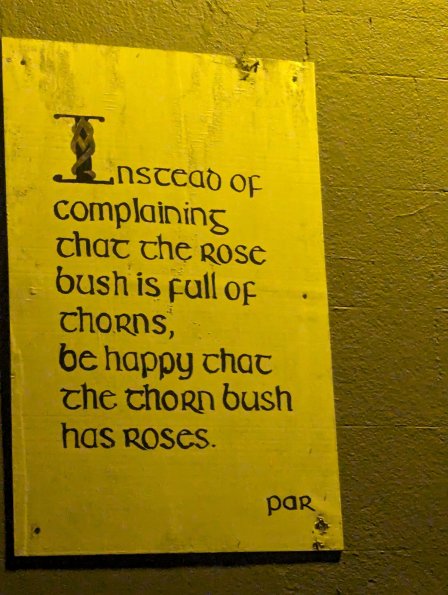 Instead of
complaining
that the rose
bush is full of
thorns,
be happy that
the thorn bush
has roses.
par